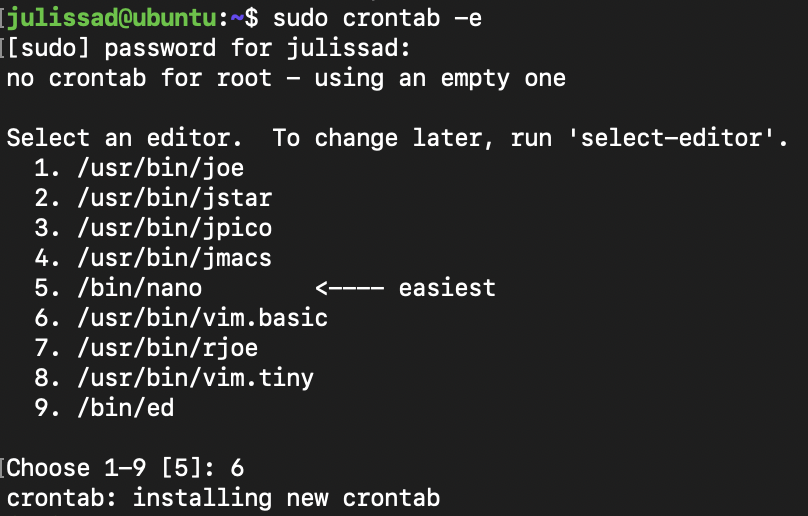 [julissad@ubuntu:~$ sudo crontab -e
[[sudo] password for julissad:
no crontab for root - using an empty one
Select an editor.  To change later, run 'select-editor'.
  1. /usr/bin/joe
  2. /usr/bin/jstar
  3. /usr/bin/jpico
  4. /usr/bin/jmacs
  5. /bin/nano        <---- easiest
  6. /usr/bin/vim.basic
  7. /usr/bin/rjoe
  8. /usr/bin/vim.tiny
  9. /bin/ed
[Choose 1-9 [5]: 6
crontab: installing new crontab